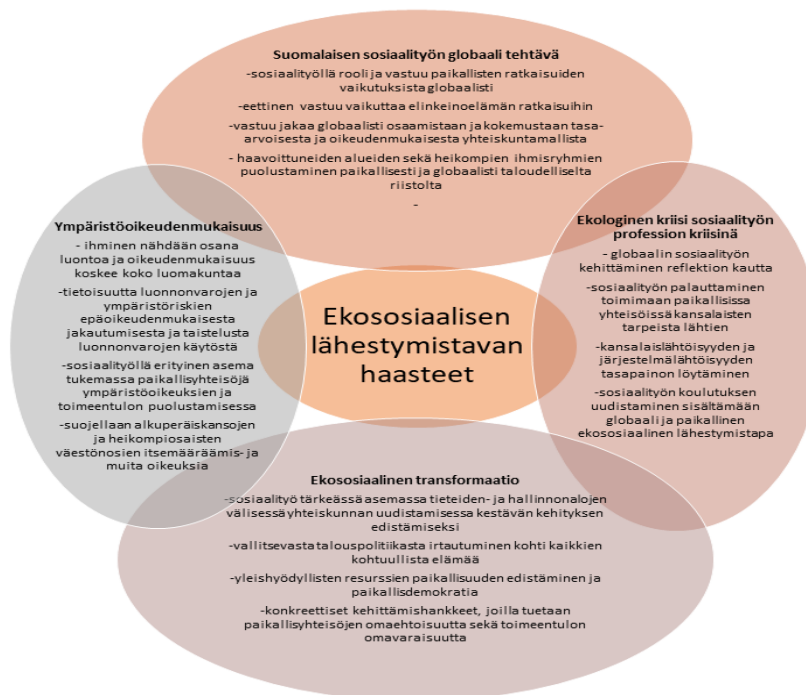 Suomalaisen sosiaalityön globaali tehtävä
-sosiaalityöllä rooli ja vastuu paikallisten ratkaisuiden
vaikutuksista globaalisti
-eettinen vastuu vaikuttaa elinkeinoelämän ratkaisuihin
-vastuu jakaa globaalisti osaamistaan ja kokemustaan tasa-
arvoisesta ja oikeudenmukaisesta yhteiskuntamallista
- haavoittuneiden alueiden sekä heikompien ihmisryhmien
puolustaminen paikallisesti ja globaalisti taloudelliselta
riistolta
-
Ympäristöoikeudenmukaisuus
- ihminen nähdään osana
luontoa ja oikeudenmukaisuus
koskee koko luomakuntaa
-tietoisuutta luonnonvarojen ja
ympäristöriskien
epäoikeudenmukaisesta
jakautumisesta ja taistelusta
luonnonvarojen käytöstä
-sosiaalityöllä erityinen asema
tukemassa paikallisyhteisöjä
ympäristöoikeuksien ja
toimeentulon puolustamisessa
-suojellaan alkuperäiskansojen
ja heikompiosaisten
väestönosien itsemääräämis- ja
muita oikeuksia
Ekososiaalisen
lähestymistavan
haasteet
Ekologinen kriisi sosiaalityön
profession kriisinä
- globaalin sosiaalityön
kehittäminen reflektion kautta
-sosiaalityön palauttaminen
toimimaan paikallisissa
yhteisöissä kansalaisten
tarpeista lähtien
-kansalaislähtöisyyden ja
järjestelmälähtöisyyden
tasapainon löytäminen
-sosiaalityön koulutuksen
uudistaminen sisältämään
globaali ja paikallinen
ekososiaalinen lähestymistapa
Ekososiaalinen transformaatio
-sosiaalityö tärkeässä asemassa tieteiden- ja hallinnonalojen
välisessä yhteiskunnan uudistamisessa kestävän kehityksen
edistämiseksi
-vallitsevasta talouspolitiikasta irtautuminen kohti kaikkien
kohtuullista elämää
-yleishyödyllisten resurssien paikallisuuden edistäminen ja
paikallisdemokratia
-konkreettiset kehittämishankkeet, joilla tuetaan
paikallisyhteisöjen omaehtoisuutta sekä toimeentulon
omavaraisuutta